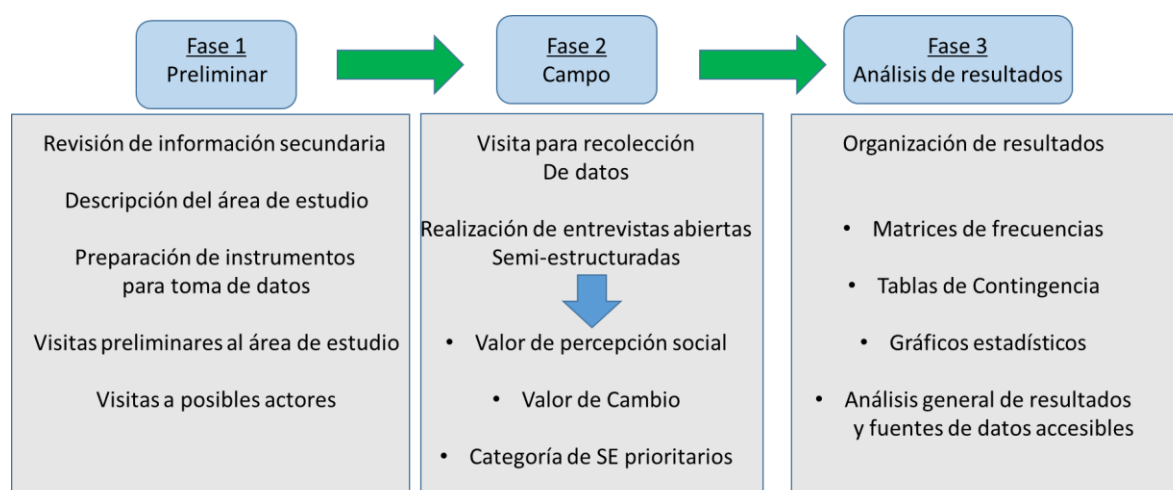 Fase 1
Preliminar
Revisión de información secundaria
Descripción del área de estudio
Preparación de instrumentos
para toma de datos
Visitas preliminares al área de estudio
Visitas a posibles actores
Fase 2
Campo
Visita para recolección
De datos
Realización de entrevistas abiertas
Semi-estructuradas
• Valor de percepción social
• Valor de Cambio
• Categoría de SE prioritarios
Fase 3
Análisis de resultados
Organización de resultados
• Matrices de frecuencias
• Tablas de Contingencia
• Gráficos estadísticos
• Análisis general de resultados
y fuentes de datos accesibles